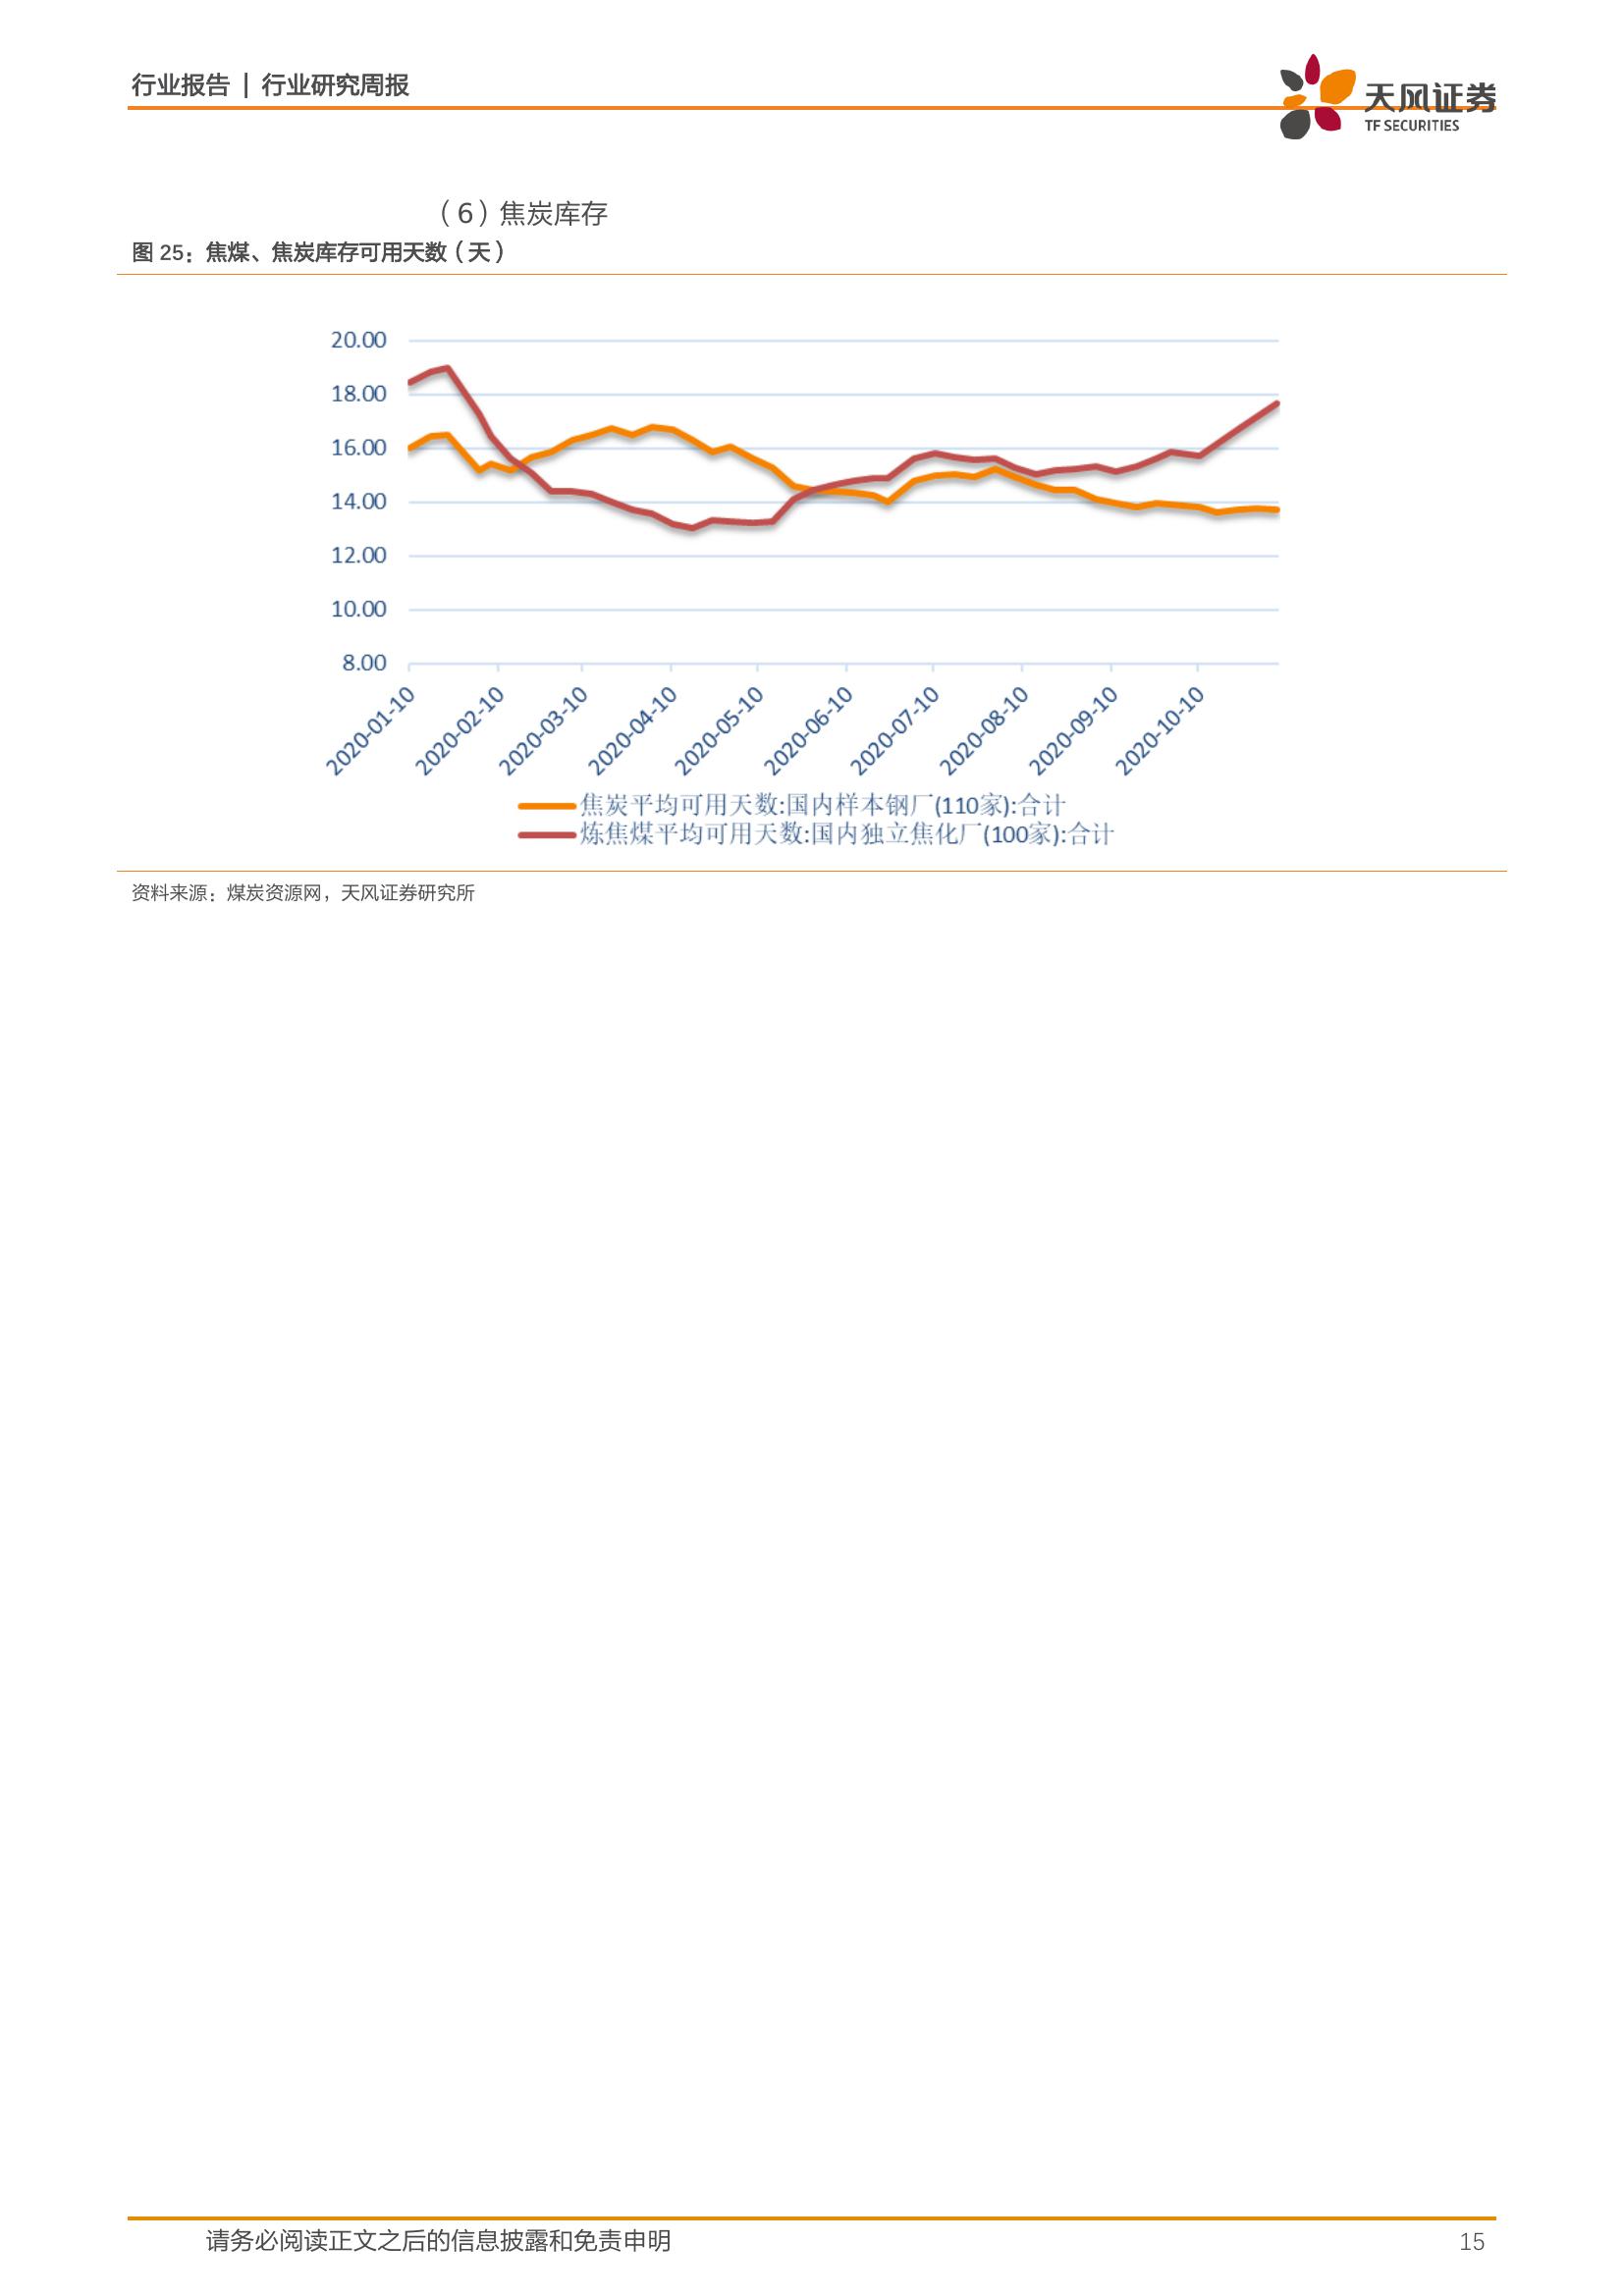 行业报告 | 行业研究周报
天风证券
TF SECURITIES
（6）焦炭库存
图 25：焦煤、焦炭库存可用天数（天）
20.00
18.00
16.00
14.00
12.00
10.00
8.00
2020-01-10
2020-02-10
2020-03-10
2020-04-10
2020-05-10
2020-06-10
2020-07-10
2020-08-10
2020-09-10
2020-10-10
焦炭平均可用天数:国内样本钢厂(110家):合计
炼焦煤平均可用天数:国内独立焦化厂(100家):合计
资料来源：煤炭资源网，天风证券研究所
请务必阅读正文之后的信息披露和免责申明
15